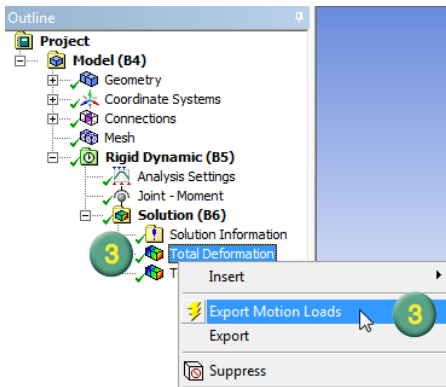 Outline
Project
Model (B4)
Geometry
Coordinate Systems
Connections
Mesh
Rigid Dynamic (B5)
Analysis Settings
Joint - Moment
Solution (B6)
Solution Information
3 Total Deformation
T
Insert
Export Motion Loads 3
Export
Suppress